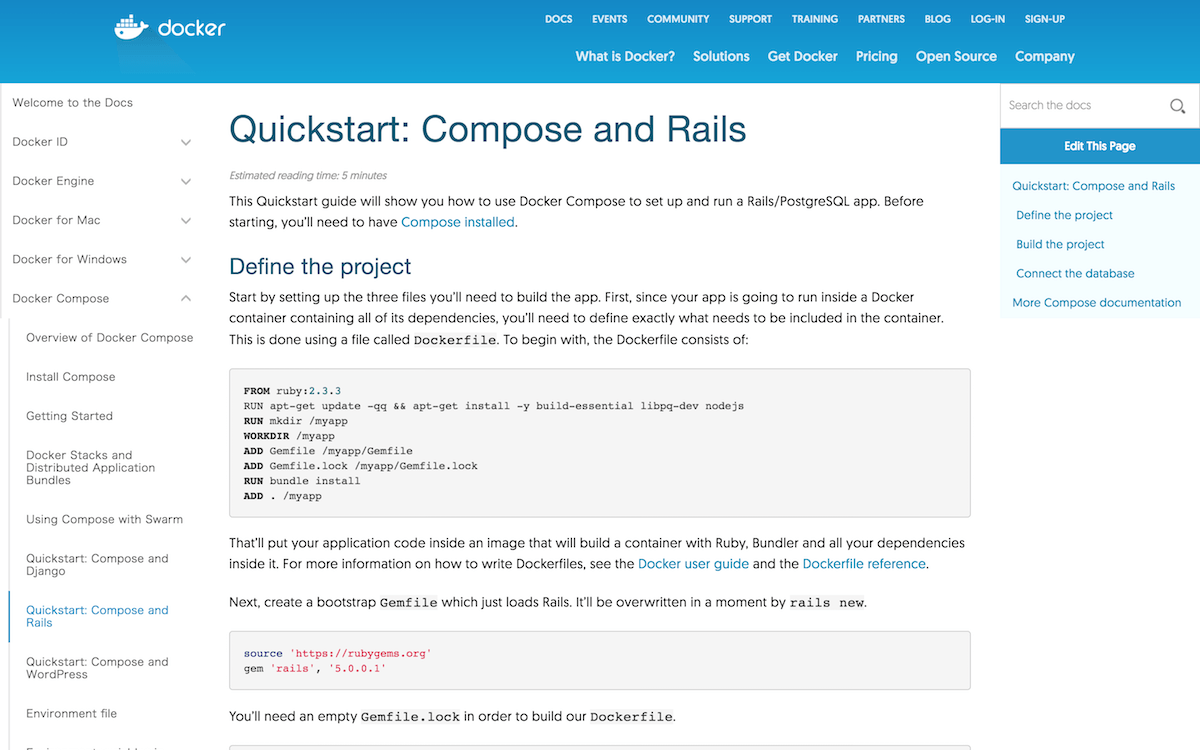 docker
DOCS EVENTS COMMUNITY SUPPORT TRAINING PARTNERS BLOG LOG-IN SIGN-UP
What is Docker? Solutions Get Docker Pricing Open Source Company
Welcome to the Docs
Docker ID
Docker Engine
Docker for Mac
Docker for Windows
Docker Compose
Overview of Docker Compose
Install Compose
Getting Started
Docker Stacks and
Distributed Application
Bundles
Using Compose with Swarm
Quickstart: Compose and
Django
Quickstart: Compose and
Rails
Quickstart: Compose and
WordPress
Environment file
Quickstart: Compose and Rails
Estimated reading time: 5 minutes
This Quickstart guide will show you how to use Docker Compose to set up and run a Rails/PostgreSQL app. Before
starting, you'll need to have Compose installed.
Define the project
Start by setting up the three files you'll need to build the app. First, since your app is going to run inside a Docker
container containing all of its dependencies, you'll need to define exactly what needs to be included in the container.
This is done using a file called Dockerfile. To begin with, the Dockerfile consists of:
FROM ruby:2.3.3
RUN apt-get update -qq && apt-get install -y build-essential libpq-dev nodejs
RUN mkdir /myapp
WORKDIR /myapp
ADD Gemfile /myapp/Gemfile
ADD Gemfile.lock /myapp/Gemfile.lock
RUN bundle install
ADD . /myapp
That'll put your application code inside an image that will build a container with Ruby, Bundler and all your dependencies
inside it. For more information on how to write Dockerfiles, see the Docker user guide and the Dockerfile reference.
Next, create a bootstrap Gemfile which just loads Rails. It'll be overwritten in a moment by rails new.
source 'https://rubygems.org'
gem 'rails', '5.0.0.1'
You'll need an empty Gemfile.lock in order to build our Dockerfile.
Search the docs
Edit This Page
Quickstart: Compose and Rails
Define the project
Build the project
Connect the database
More Compose documentation